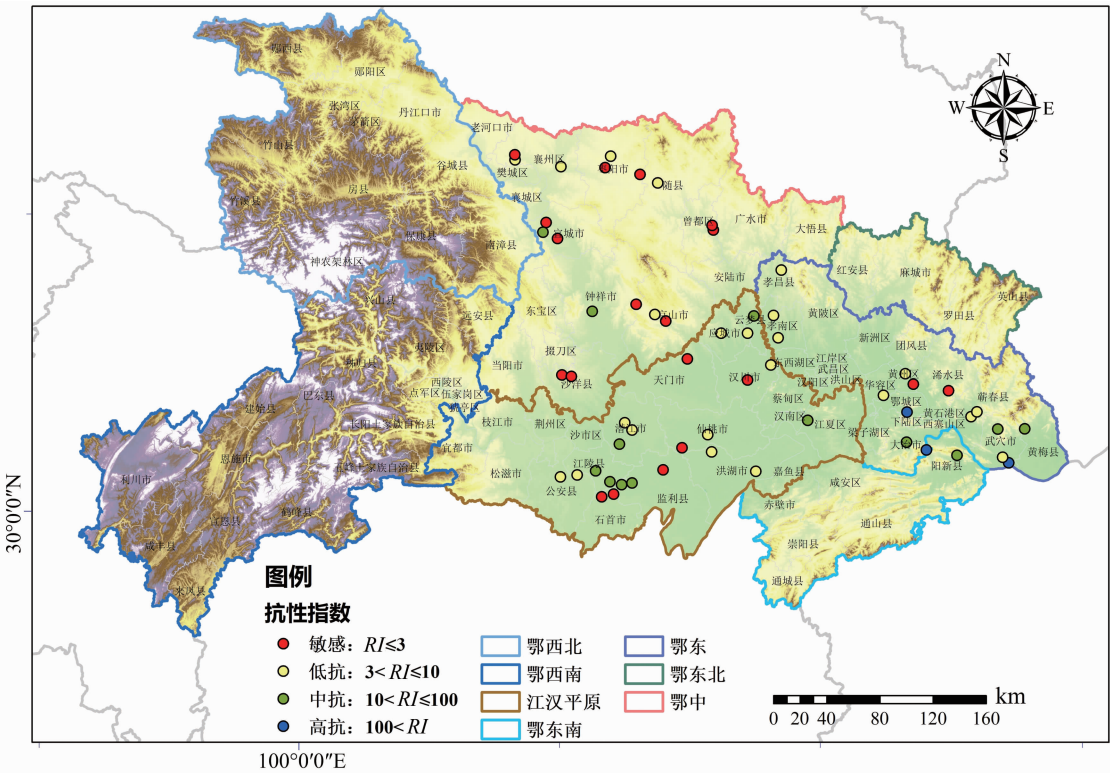 N
W E
S
郧西县
郧阳区
张湾区
茅箭区
丹江口市
竹山县
房县
谷城县
竹溪县
保康县
神农架林区
南漳县
老河口市
襄州区
樊城区
襄城区
随县
曾都区
广水市
大悟县
宜城市
安陆市
孝昌县
红安县
麻城市
英山县
罗田县
兴山县
远安县
夷陵区
东宝区
钟祥市
掇刀区
当阳市
沙洋县
云梦县
应城市
孝南区
黄陂区
新洲区
团风县
天门市
汉川市
东西湖区
江岸区
武昌区
汉阳区
洪山区
蔡甸区
汉南区
江夏区
黄州区
浠水县
华容区
鄂城区
蕲春县
黄石港区
下陆区
西塞山区
梁子湖区
武穴市
黄梅县
阳新县
西陵区
点军区
伍家岗区
猇亭区
巴东县
建始县
长阳土家族自治县
五峰土家族自治县
恩施市
利川市
宣恩县
鹤峰县
咸丰县
来凤县
枝江市
宜都市
荆州区
沙市区
仙桃市
松滋市
江陵县
公安县
石首市
监利县
洪湖市
嘉鱼县
咸安区
赤壁市
通山县
崇阳县
通城县
30°0′0″N
100°0′0″E
图例
抗性指数
敏感：RI≤3
低抗：3<RI≤10
中抗：10<RI≤100
高抗：100<RI
鄂西北
鄂西南
江汉平原
鄂东南
鄂东
鄂东北
鄂中
km
0 20 40 80 120 160